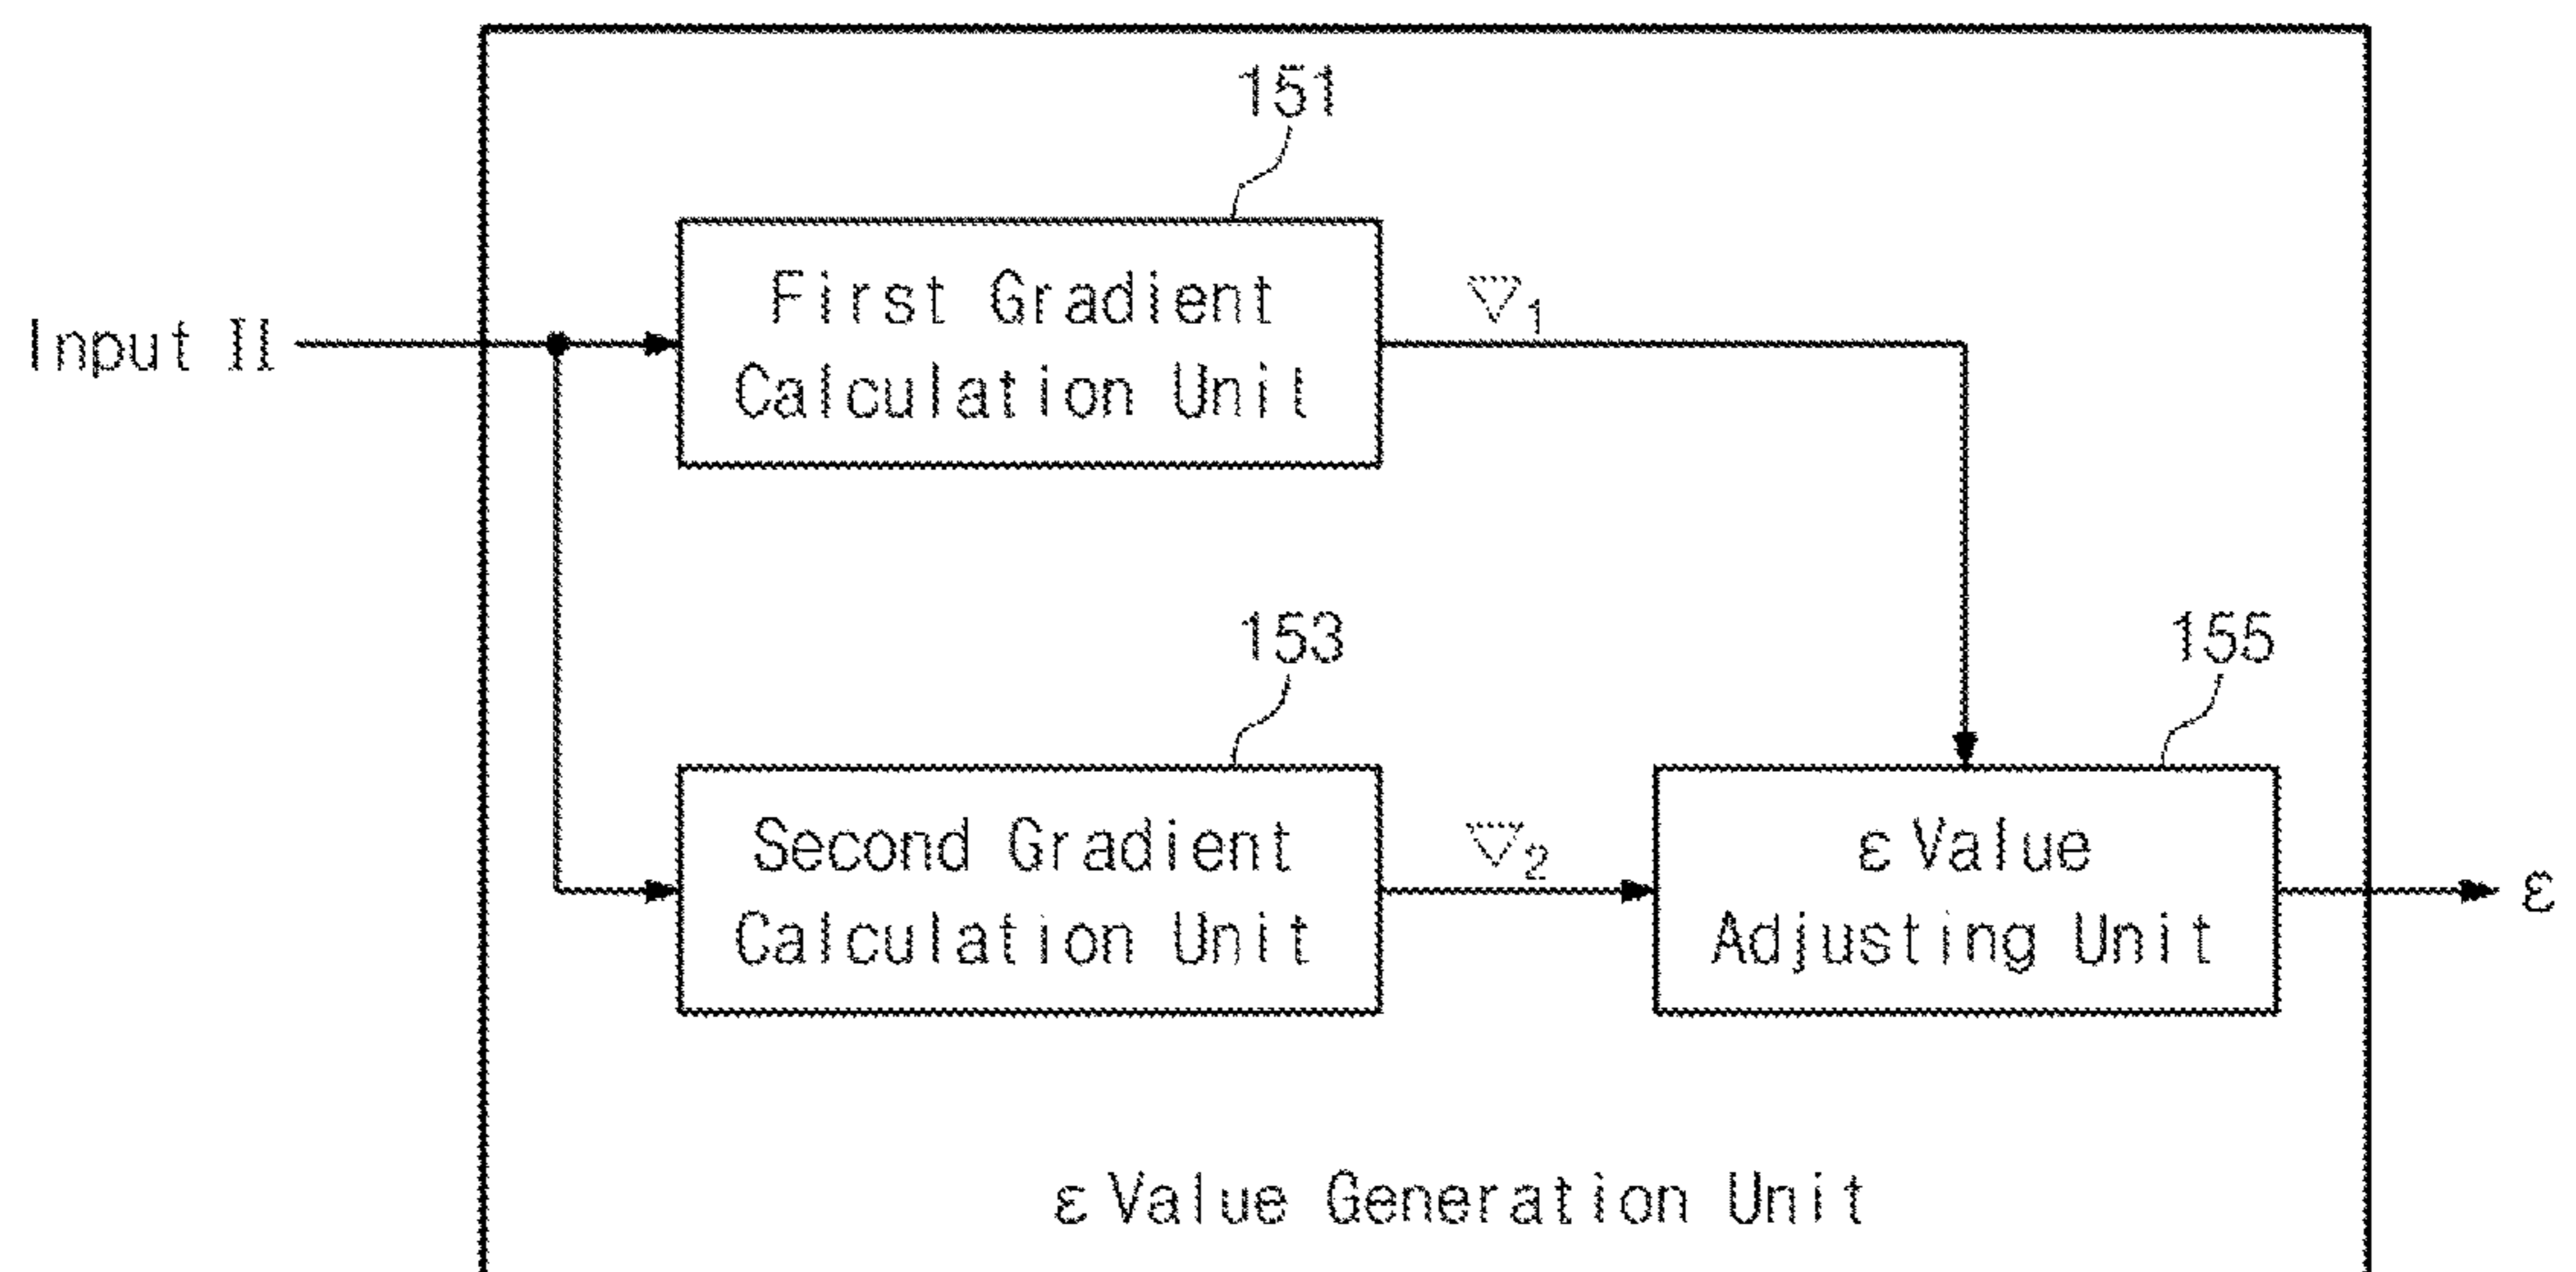 151
First Gradient
Calculation Unit
▽1
Input II
153
155
Second Gradient
Calculation Unit
▽2
ε Value
Adjusting Unit
ε
ε Value Generation Unit